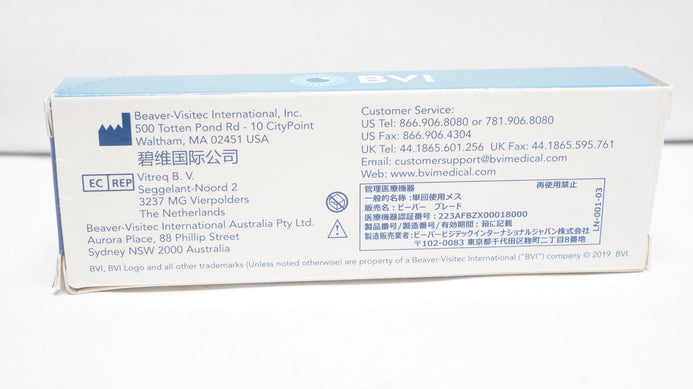 BVI
Beaver-Visitec International, Inc.
500 Totten Pond Rd - 10 CityPoint
Waltham, MA 02451 USA
碧维国际公司
EC REP
Vitreq B. V.
Seggelant-Noord 2
3237 MG Vierpolders
The Netherlands
Beaver-Visitec International Australia Pty Ltd.
Aurora Place, 88 Phillip Street
Sydney NSW 2000 Australia
Customer Service:
US Tel: 866.906.8080 or 781.906.8080
US Fax: 866.906.4304
UK Tel: 44.1865.601.256 UK Fax: 44.1865.595.761
Email: customersupport@bvimedical.com
Web: www.bvimedical.com
管理医療機器 再使用禁止
一般的名称：単回使用メス
販売名：ビーバー ブレード
医療機器認証番号：223AFBZX00018000
製品番号/製造番号/有効期間：箱に記載
製造販売業者：ビーバービジテックインターナショナルジャパン株式会社
〒102-0083 東京都千代田区麹町二丁目8番地
LN-001-03
BVI, BVI Logo and all other trademarks (Unless noted otherwise) are property of a Beaver-Visitec International ("BVI") company © 2019 BVI.